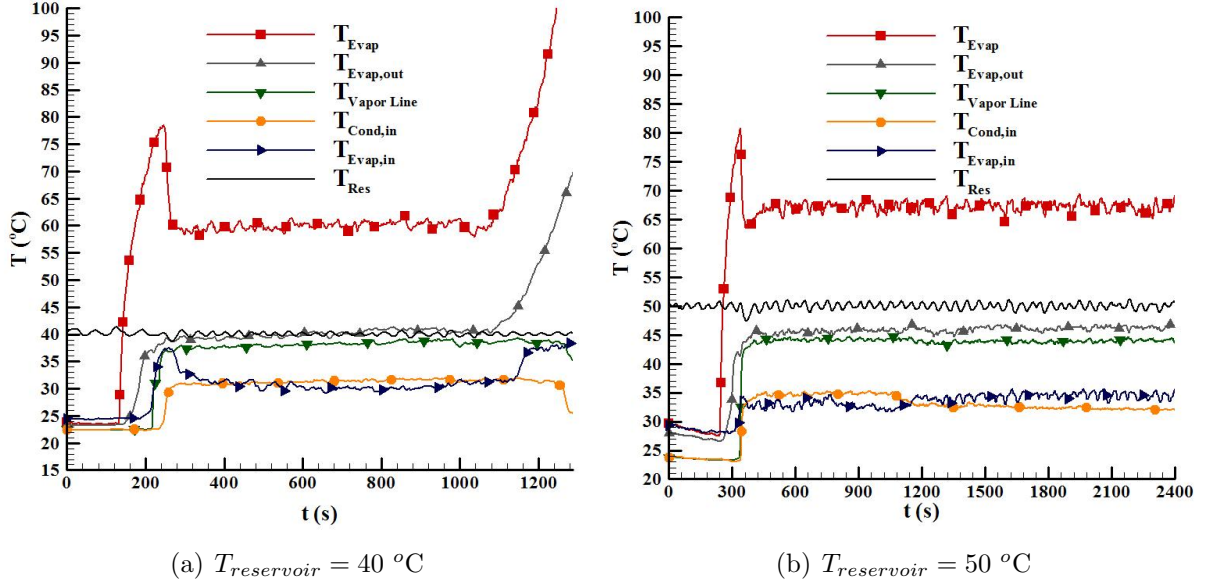 T (°C)
100
95
90
85
80
75
70
65
60
55
50
45
40
35
30
25
20
15
T_Evap
T_Evap,out
T_Vapor Line
T_Cond,in
T_Evap,in
T_Res
0 200 400 600 800 1000 1200
t (s)
(a) T_reservoir = 40 °C
T (°C)
100
95
90
85
80
75
70
65
60
55
50
45
40
35
30
25
20
T_Evap
T_Evap,out
T_Vapor Line
T_Cond,in
T_Evap,in
T_Res
0 300 600 900 1200 1500 1800 2100 2400
t (s)
(b) T_reservoir = 50 °C